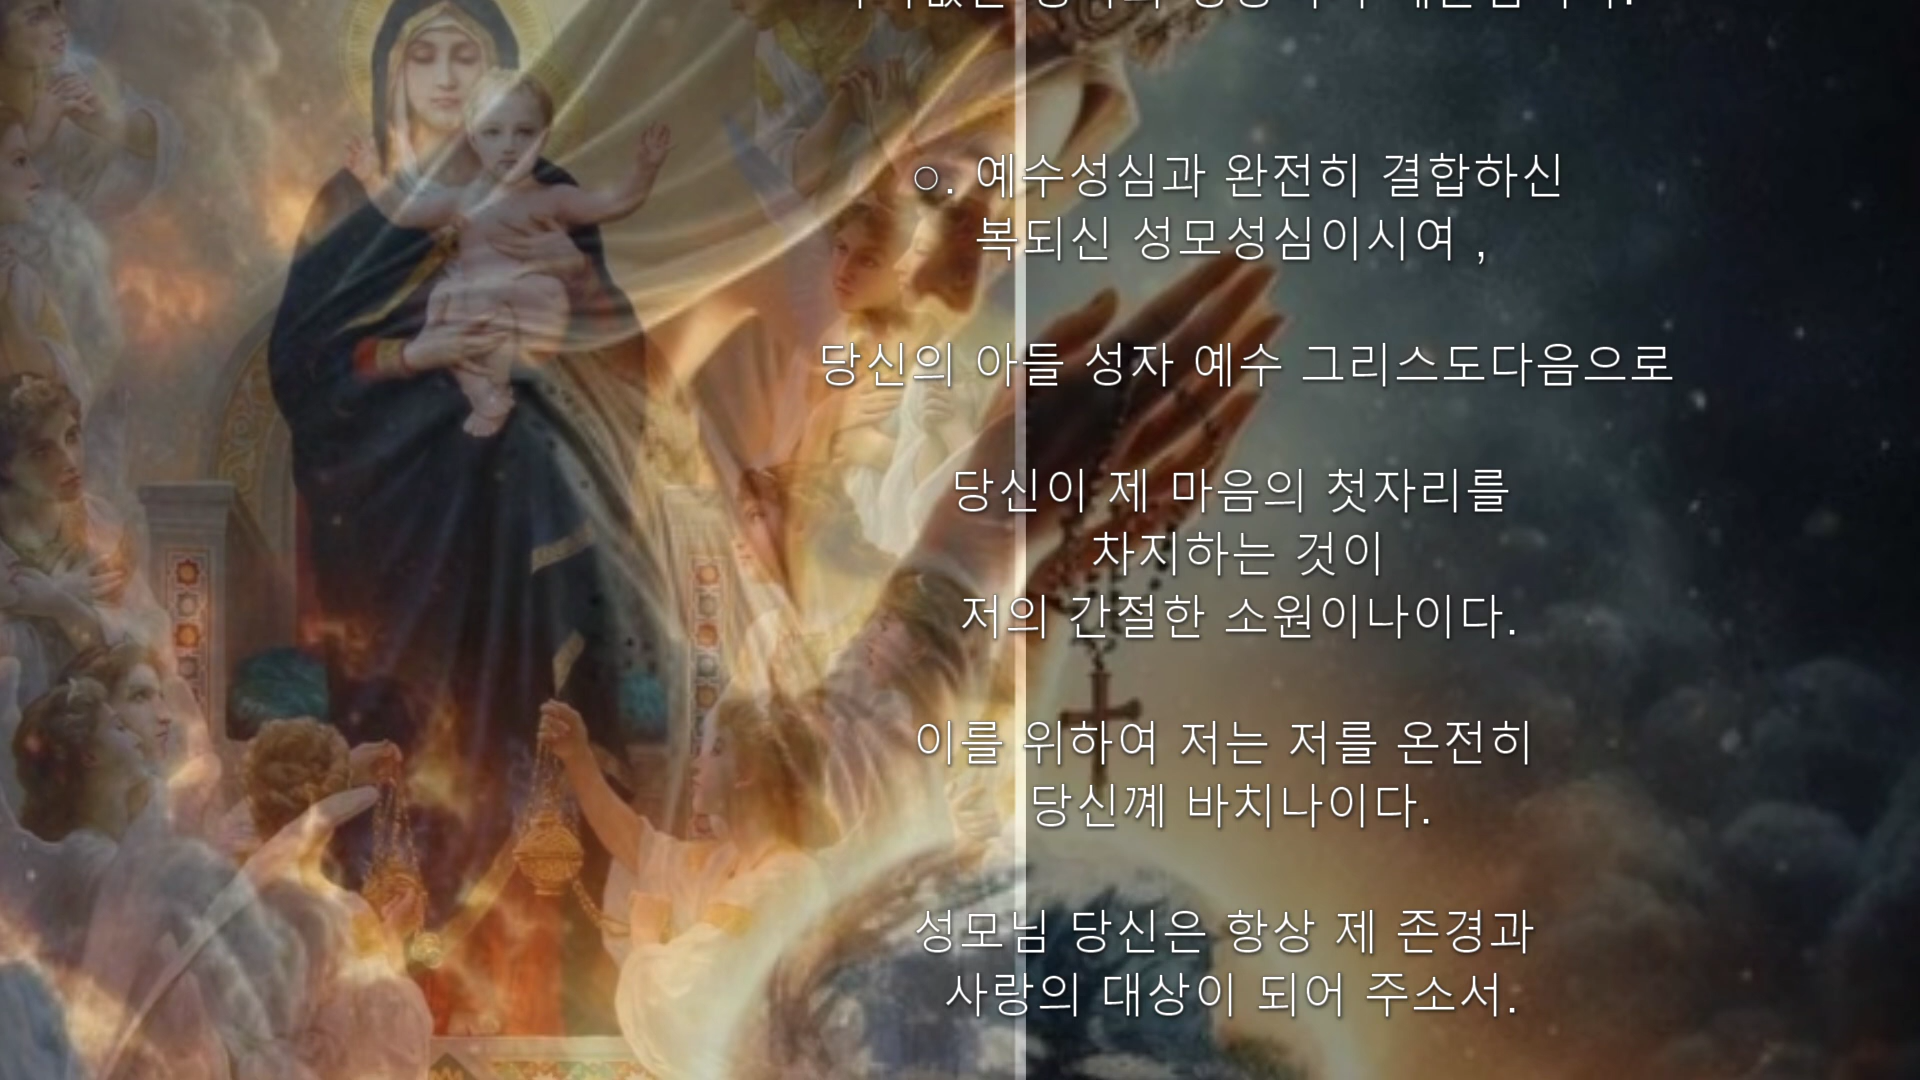 ○. 예수성심과 완전히 결합하신
복되신 성모성심이시여 ,
당신의 아들 성자 예수 그리스도다음으로
당신이 제 마음의 첫자리를
차지하는 것이
저의 간절한 소원이나이다.
이를 위하여 저는 저를 온전히
당신꼐 바치나이다.
성모님 당신은 항상 제 존경과
사랑의 대상이 되어 주소서.